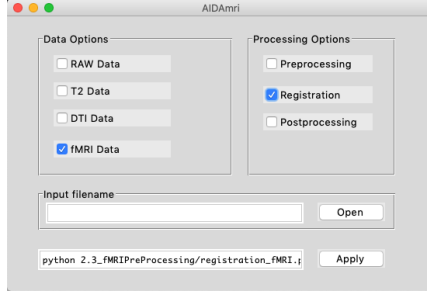 AIDAmri
Data Options
RAW Data
T2 Data
DTI Data
fMRI Data
Processing Options
Preprocessing
Registration
Postprocessing
Input filename
Open
python 2.3_fMRIPreProcessing/registration_fMRI.p
Apply